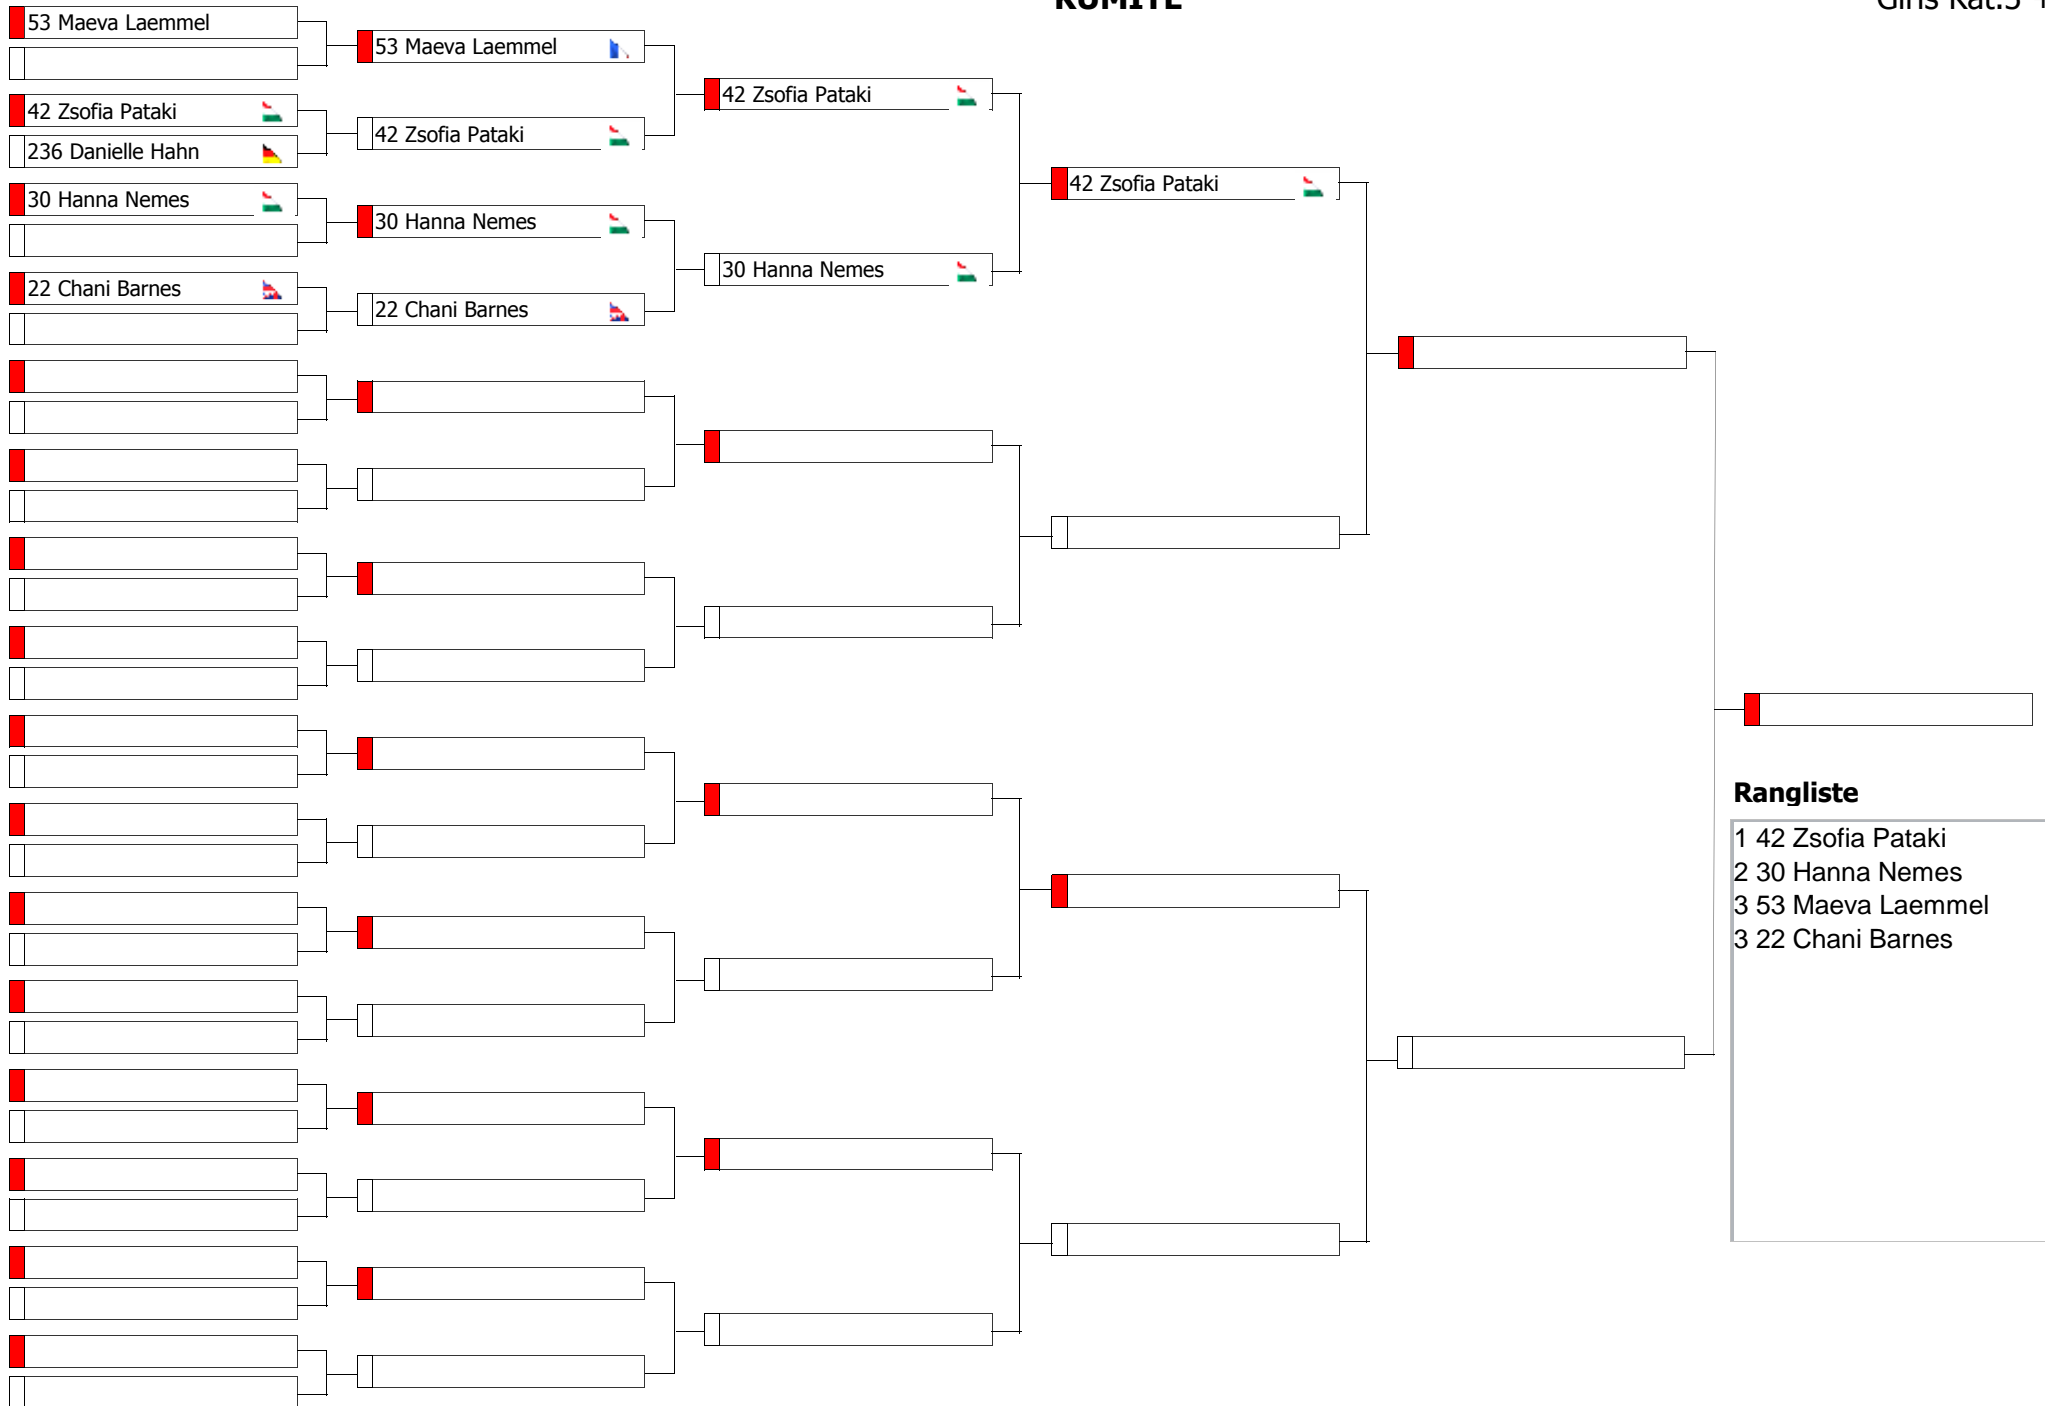 KUMITE
Girls Kat.5
53 Maeva Laemmel
42 Zsofia Pataki
236 Danielle Hahn
30 Hanna Nemes
22 Chani Barnes
53 Maeva Laemmel
42 Zsofia Pataki
30 Hanna Nemes
22 Chani Barnes
42 Zsofia Pataki
30 Hanna Nemes
42 Zsofia Pataki
Rangliste
1 42 Zsofia Pataki
2 30 Hanna Nemes
3 53 Maeva Laemmel
3 22 Chani Barnes